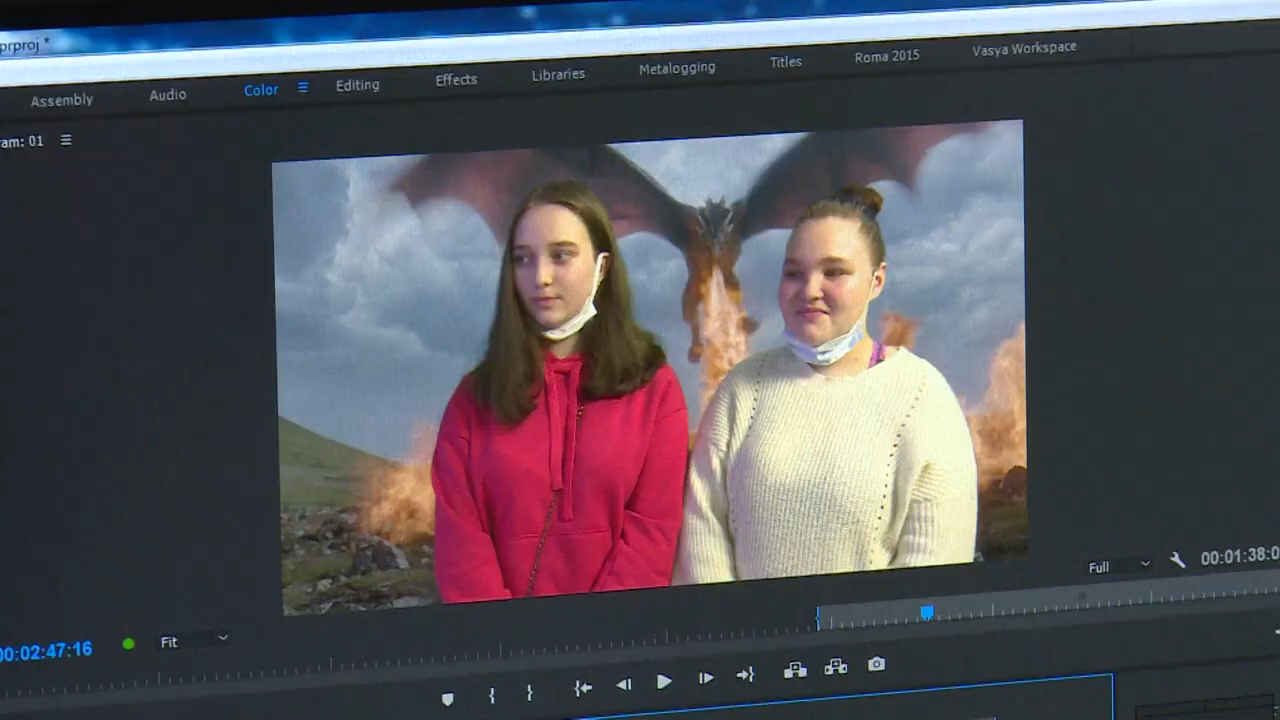 prproj *
Assembly Audio Color Editing Effects Libraries Metalogging Titles Roma 2015 Vasya Workspace
ram: 01
Full 00:01:38:0
00:02:47:16 Fit